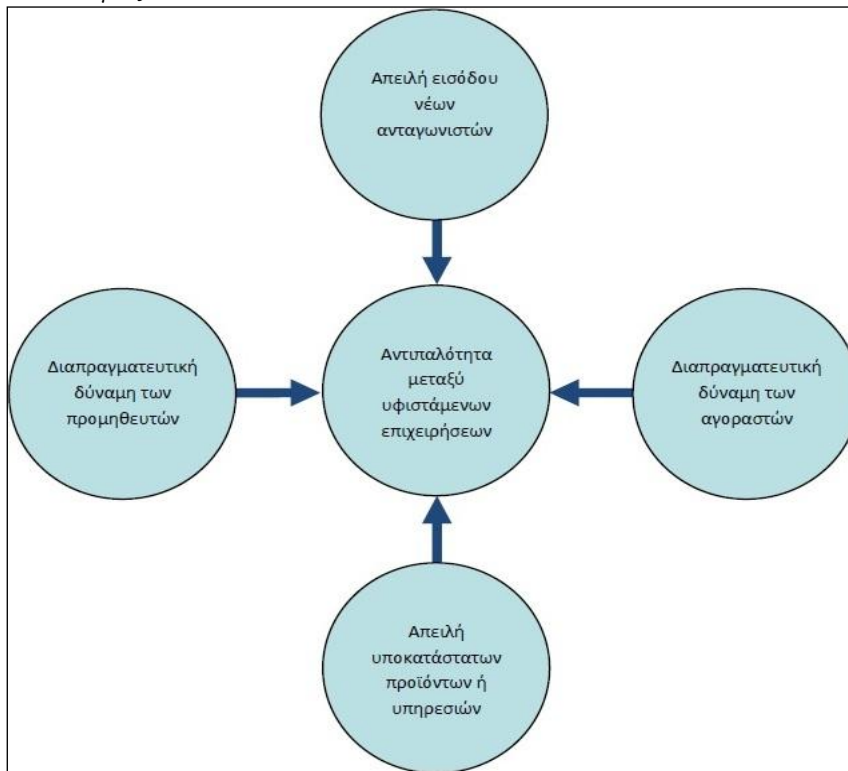 Απειλή εισόδου
νέων
ανταγωνιστών
Διαπραγματευτική
δύναμη των
προμηθευτών
Αντιπαλότητα
μεταξύ
υφιστάμενων
επιχειρήσεων
Διαπραγματευτική
δύναμη των
αγοραστών
Απειλή
υποκατάστατων
προϊόντων ή
υπηρεσιών